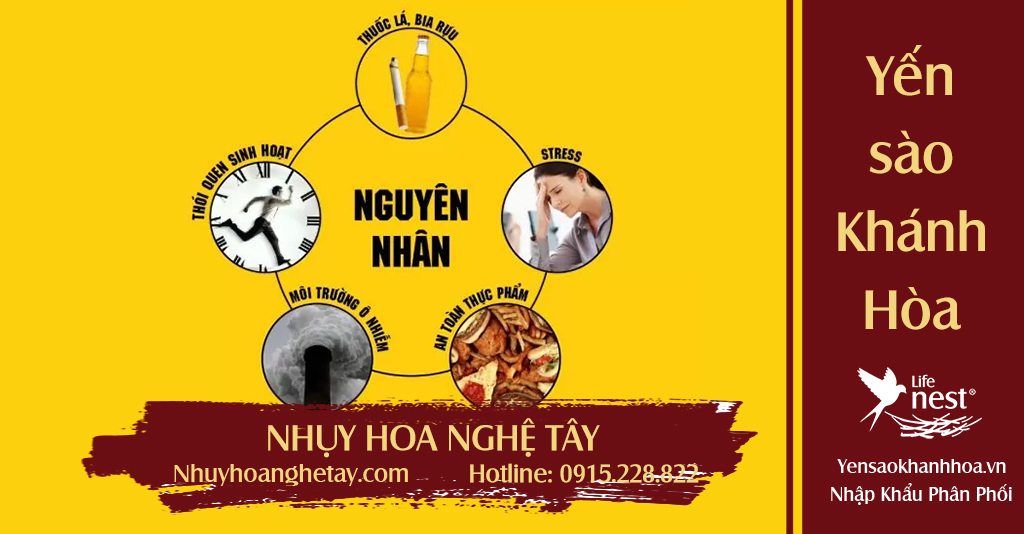 THUỐC LÁ, BIA RƯU
THÓI QUEN SINH HOẠT
STRESS
NGUYÊN
NHÂN
MÔI TRƯỜNG Ô NHIỄM
AN TOÀN THỰC PHẨM
NHỤY HOA NGHỆ TÂY
Nhuyhoanghetay.com Hotline: 0915.228.822
Yến
sào
Khánh
Hòa
Life
nest®
Yensaokhanhhoa.vn
Nhập Khẩu Phân Phối